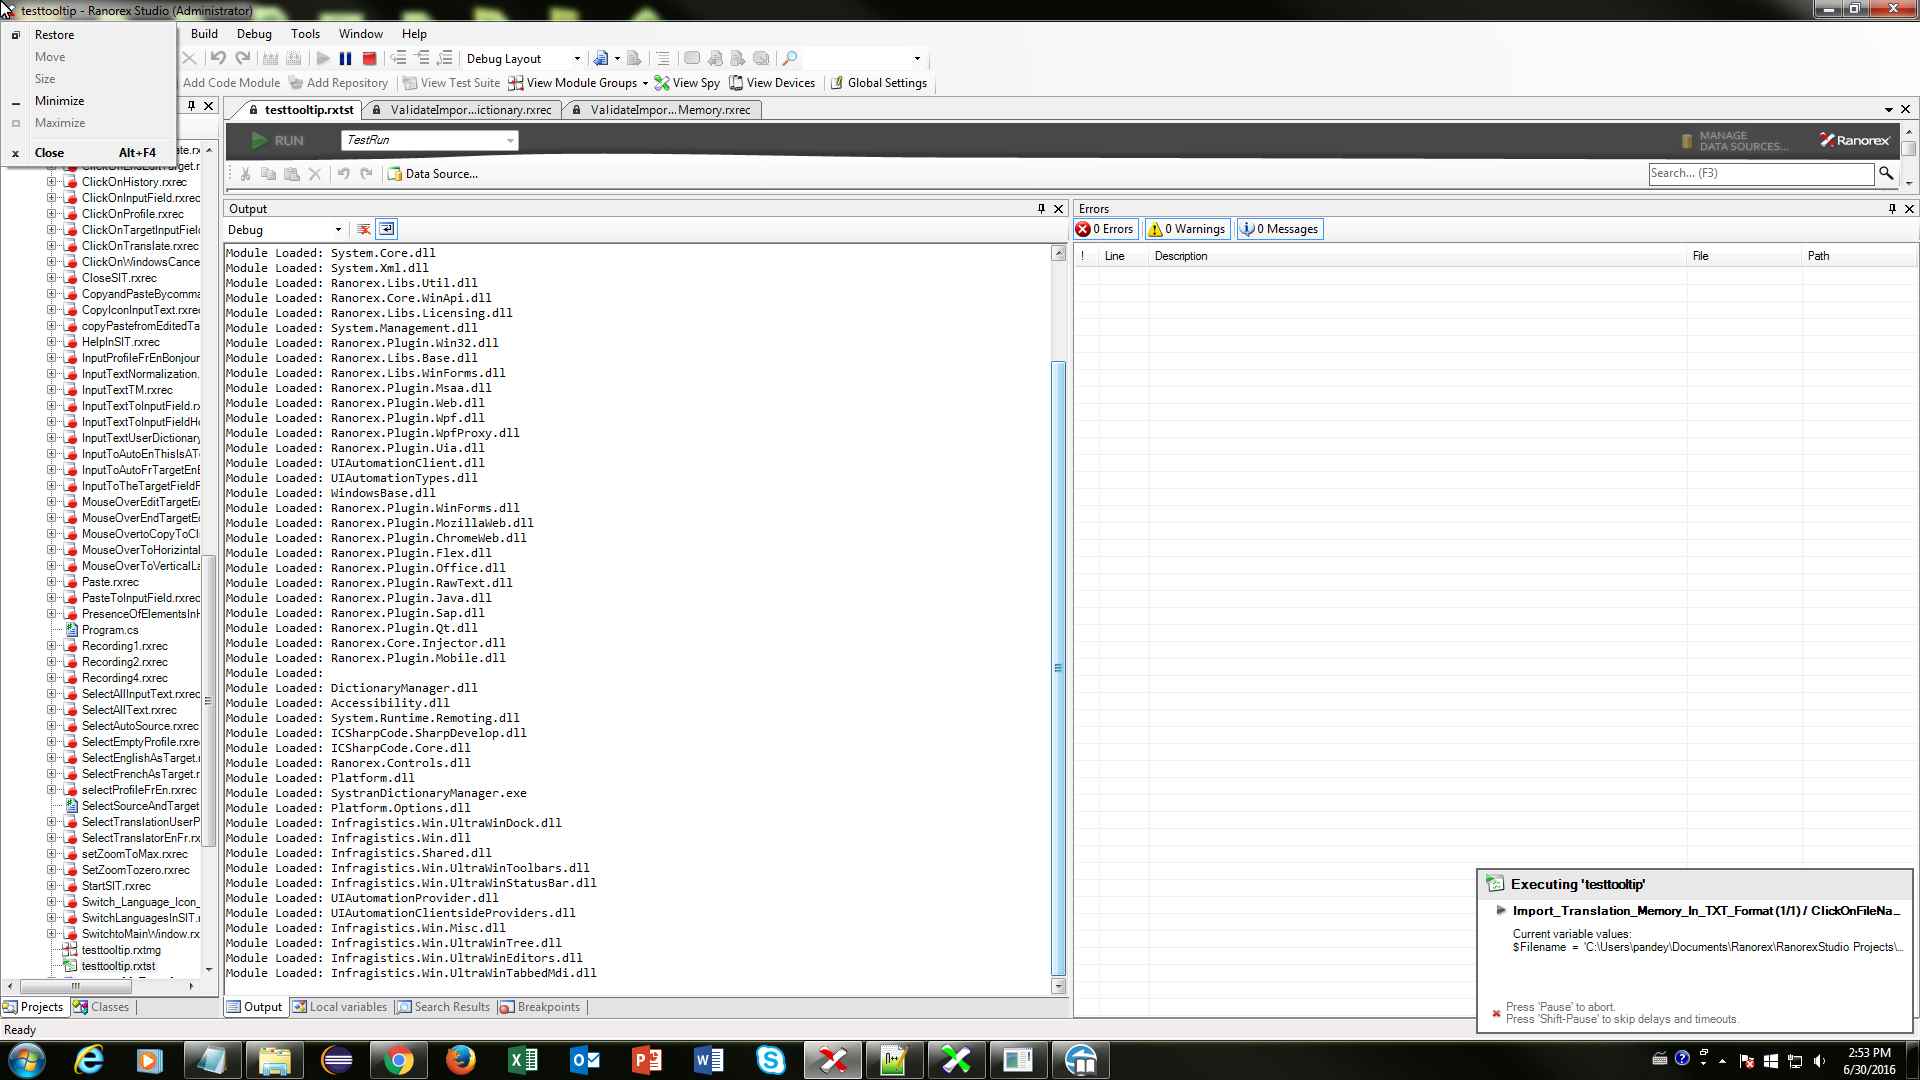 testtooltip - Ranorex Studio (Administrator)
Restore
Move
Size
Minimize
Maximize
Close Alt+F4
Build Debug Tools Window Help
Debug Layout
Add Code Module Add Repository View Test Suite View Module Groups View Spy View Devices Global Settings
testtooltip.rxtst ValidateImpor...ictionary.rxrec ValidateImpor...Memory.rxrec
RUN TestRun
MANAGE
DATA SOURCES...
Ranorex
Data Source...
Search... (F3)
ClickOnHistory.rxrec
ClickOnInputField.rxrec
ClickOnProfile.rxrec
ClickOnTargetInputField
ClickOnTranslate.rxrec
ClickOnWindowsCance
CloseSIT.rxrec
CopyandPasteBycomma
CopyIconInputText.rxrec
copyPastefromEditedTa
HelpInSIT.rxrec
InputProfileFrEnBonjour
InputTextNormalization.
InputTextTM.rxrec
InputTextToInputField.rx
InputTextToInputFieldHo
InputTextUserDictionary
InputToAutoEnThisIsATe
InputToAutoFrTargetEnE
InputToTheTargetFieldF
MouseOverEditTargetEc
MouseOverEndTargetEc
MouseOvertoCopyToCli
MouseOverToHorizintal
MouseOverToVerticalLa
Paste.rxrec
PasteToInputField.rxrec
PresenceOfElementsInH
Program.cs
Recording1.rxrec
Recording2.rxrec
Recording4.rxrec
SelectAllInputText.rxrec
SelectAllText.rxrec
SelectAutoSource.rxrec
SelectEmptyProfile.rxrec
SelectEnglishAsTarget.r
SelectFrenchAsTarget.r
selectProfileFrEn.rxrec
SelectSourceAndTarget
SelectTranslationUserP
SelectTranslatorEnFr.rx
setZoomToMax.rxrec
SetZoomTozero.rxrec
StartSIT.rxrec
Switch_Language_Icon_
SwitchLanguagesInSIT.r
SwitchtoMainWindow.rx
testtooltip.rxtmg
testtooltip.rxtst
Projects Classes
Output
Debug
Module Loaded: System.Core.dll
Module Loaded: System.Xml.dll
Module Loaded: Ranorex.Libs.Util.dll
Module Loaded: Ranorex.Core.WinApi.dll
Module Loaded: Ranorex.Libs.Licensing.dll
Module Loaded: System.Management.dll
Module Loaded: Ranorex.Plugin.Win32.dll
Module Loaded: Ranorex.Libs.Base.dll
Module Loaded: Ranorex.Libs.WinForms.dll
Module Loaded: Ranorex.Plugin.Msaa.dll
Module Loaded: Ranorex.Plugin.Web.dll
Module Loaded: Ranorex.Plugin.Wpf.dll
Module Loaded: Ranorex.Plugin.WpfProxy.dll
Module Loaded: Ranorex.Plugin.Uia.dll
Module Loaded: UIAutomationClient.dll
Module Loaded: UIAutomationTypes.dll
Module Loaded: WindowsBase.dll
Module Loaded: Ranorex.Plugin.WinForms.dll
Module Loaded: Ranorex.Plugin.MozillaWeb.dll
Module Loaded: Ranorex.Plugin.ChromeWeb.dll
Module Loaded: Ranorex.Plugin.Flex.dll
Module Loaded: Ranorex.Plugin.Office.dll
Module Loaded: Ranorex.Plugin.RawText.dll
Module Loaded: Ranorex.Plugin.Java.dll
Module Loaded: Ranorex.Plugin.Sap.dll
Module Loaded: Ranorex.Plugin.Qt.dll
Module Loaded: Ranorex.Core.Injector.dll
Module Loaded: Ranorex.Plugin.Mobile.dll
Module Loaded:
Module Loaded: DictionaryManager.dll
Module Loaded: Accessibility.dll
Module Loaded: System.Runtime.Remoting.dll
Module Loaded: ICSharpCode.SharpDevelop.dll
Module Loaded: ICSharpCode.Core.dll
Module Loaded: Ranorex.Controls.dll
Module Loaded: Platform.dll
Module Loaded: SystranDictionaryManager.exe
Module Loaded: Platform.Options.dll
Module Loaded: Infragistics.Win.UltraWinDock.dll
Module Loaded: Infragistics.Win.dll
Module Loaded: Infragistics.Shared.dll
Module Loaded: Infragistics.Win.UltraWinToolbars.dll
Module Loaded: Infragistics.Win.UltraWinStatusBar.dll
Module Loaded: UIAutomationProvider.dll
Module Loaded: UIAutomationClientsideProviders.dll
Module Loaded: Infragistics.Win.Misc.dll
Module Loaded: Infragistics.Win.UltraWinTree.dll
Module Loaded: Infragistics.Win.UltraWinEditors.dll
Module Loaded: Infragistics.Win.UltraWinTabbedMdi.dll
Output Local variables Search Results Breakpoints
Errors
0 Errors 0 Warnings 0 Messages
! Line Description File Path
Executing 'testtooltip'
Import_Translation_Memory_In_TXT_Format (1/1) / ClickOnFileNa...
Current variable values:
$Filename = 'C:\Users\pandey\Documents\Ranorex\RanorexStudio Projects\...
Press 'Pause' to abort.
Press 'Shift-Pause' to skip delays and timeouts.
Ready
2:53 PM
6/30/2016